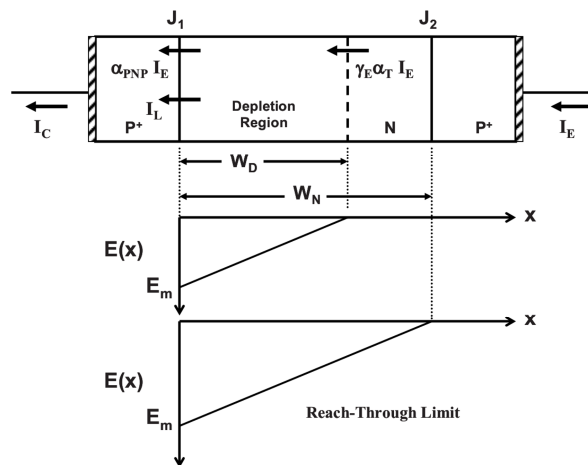 J1 J2
αPNP IE γEαT IE
IL Depletion
Region
IC P+ N P+ IE
WD
WN
x
E(x)
Em
x
E(x)
Em Reach-Through Limit